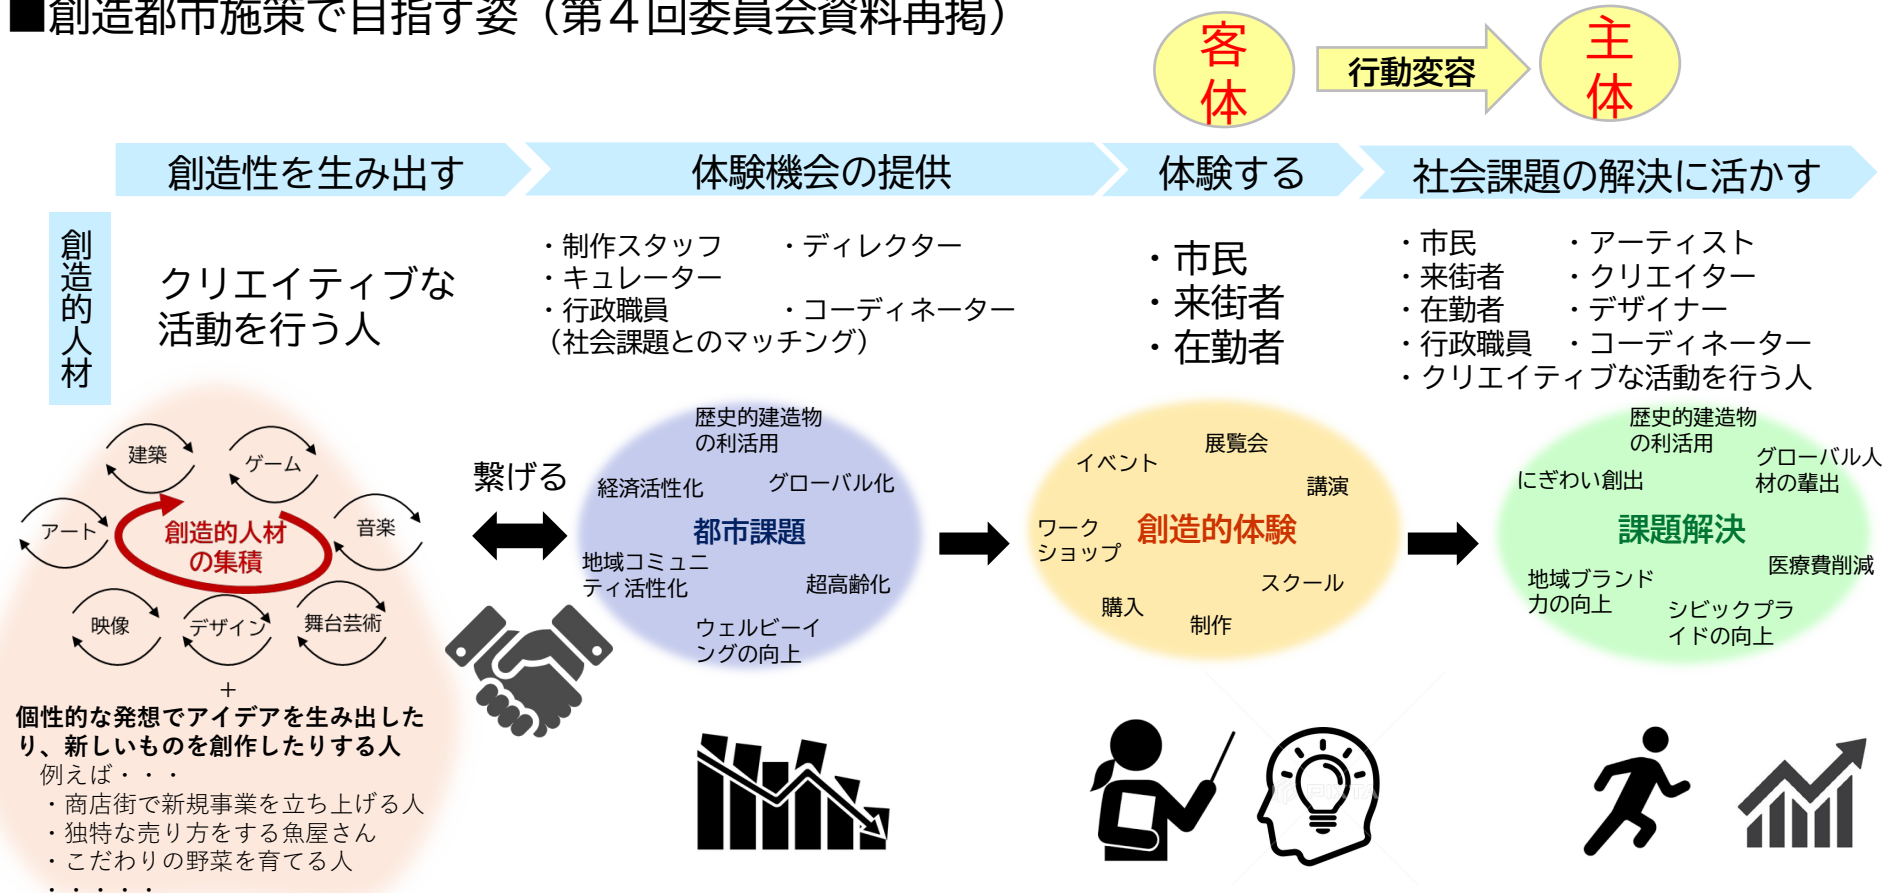 ■創造都市施策で目指す姿（第４回委員会資料再掲）
客
体
行動変容
主
体
創造性を生み出す
体験機会の提供
体験する
社会課題の解決に活かす
創造的人材
クリエイティブな
活動を行う人
・制作スタッフ ・ディレクター
・キュレーター
・行政職員 ・コーディネーター
（社会課題とのマッチング）
・市民
・来街者
・在勤者
・市民 ・アーティスト
・来街者 ・クリエイター
・在勤者 ・デザイナー
・行政職員 ・コーディネーター
・クリエイティブな活動を行う人
建築
ゲーム
アート
創造的人材
の集積
音楽
映像
デザイン
舞台芸術
＋
個性的な発想でアイデアを生み出した
り、新しいものを創作したりする人
例えば・・・
・商店街で新規事業を立ち上げる人
・独特な売り方をする魚屋さん
・こだわりの野菜を育てる人
・・・・・
繋げる
歴史的建造物
の利活用
経済活性化
グローバル化
都市課題
地域コミュニ
ティ活性化
超高齢化
ウェルビーイ
ングの向上
展覧会
イベント
講演
ワーク
ショップ
創造的体験
スクール
購入
制作
歴史的建造物
の利活用
グローバル人
材の輩出
にぎわい創出
課題解決
医療費削減
地域ブランド
力の向上
シビックプラ
イドの向上